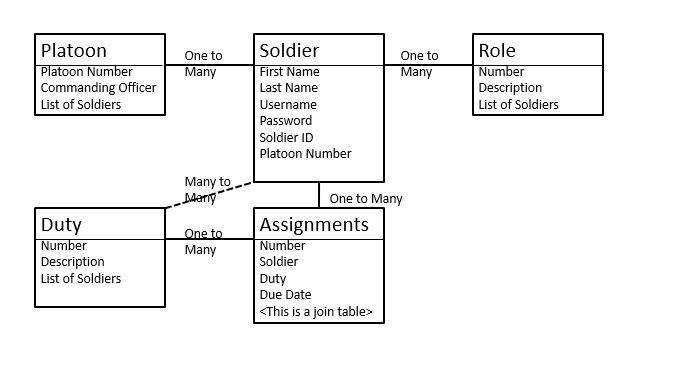 Platoon
Platoon Number
Commanding Officer
List of Soldiers
One to
Many
Soldier
First Name
Last Name
Username
Password
Soldier ID
Platoon Number
One to
Many
Role
Number
Description
List of Soldiers
Many to
Many
One to Many
Duty
Number
Description
List of Soldiers
One to
Many
Assignments
Number
Soldier
Duty
Due Date
<This is a join table>